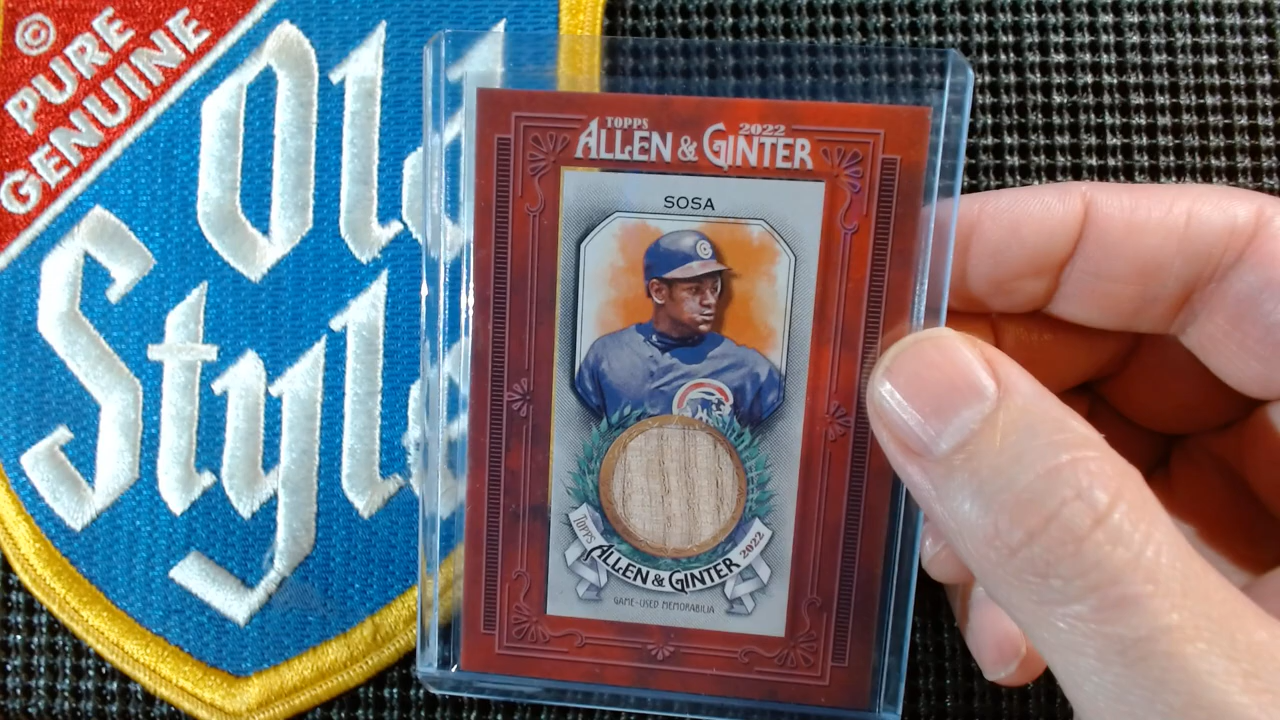 ©
PURE
GENUINE
Old
Style
TOPPS 2022
ALLEN & GINTER
SOSA
C
TOPPS ALLEN & GINTER 2022
GAME-USED MEMORABILIA